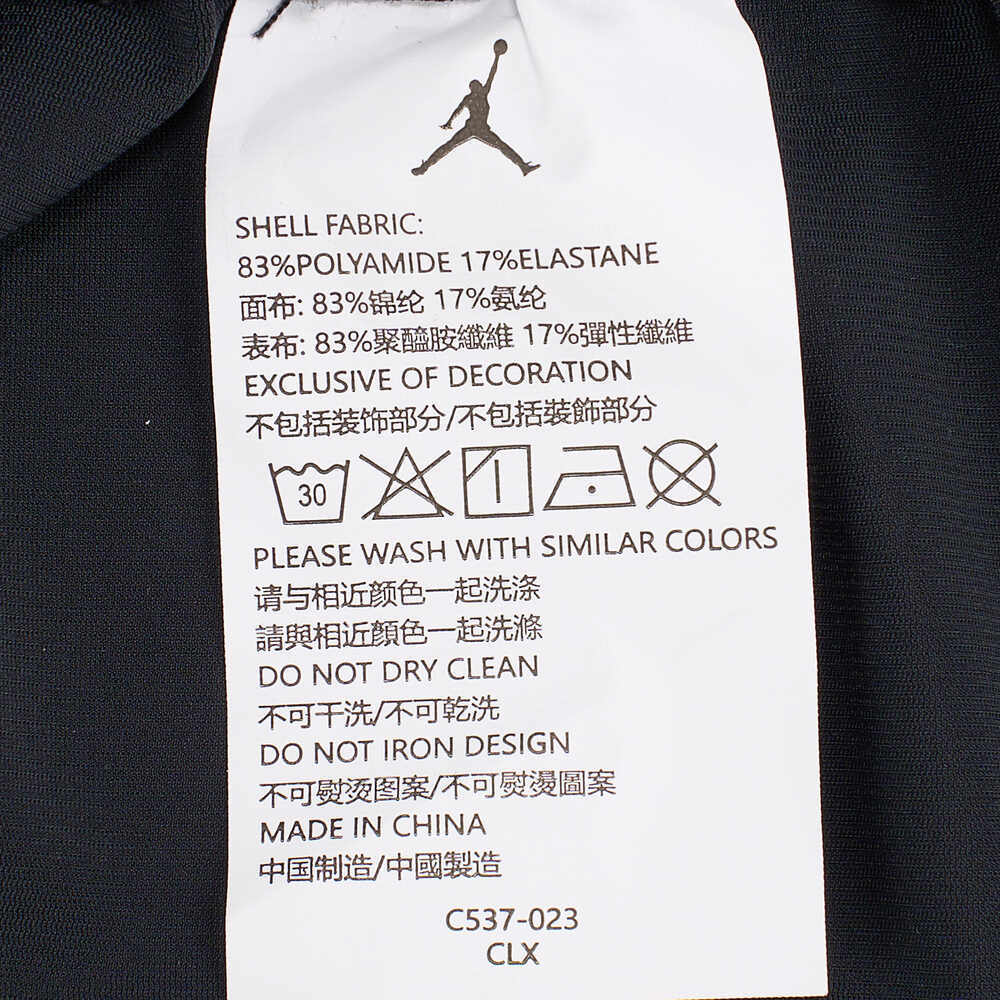 SHELL FABRIC:
83%POLYAMIDE 17%ELASTANE
面布: 83%锦纶 17%氨纶
表布: 83%聚醯胺纖維 17%彈性纖維
EXCLUSIVE OF DECORATION
不包括装饰部分/不包括裝飾部分
30
PLEASE WASH WITH SIMILAR COLORS
请与相近颜色一起洗涤
請與相近顏色一起洗滌
DO NOT DRY CLEAN
不可干洗/不可乾洗
DO NOT IRON DESIGN
不可熨烫图案/不可熨燙圖案
MADE IN CHINA
中国制造/中國製造
C537-023
CLX